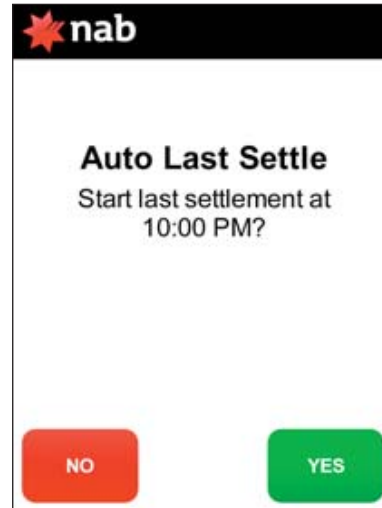 nab
Auto Last Settle
Start last settlement at
10:00 PM?
NO
YES